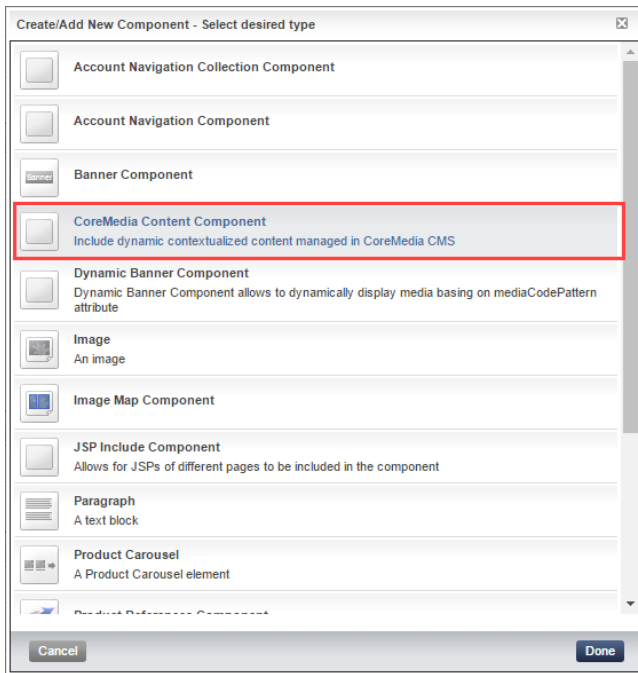 Create/Add New Component - Select desired type
Account Navigation Collection Component
Account Navigation Component
Banner
Banner Component
CoreMedia Content Component
Include dynamic contextualized content managed in CoreMedia CMS
Dynamic Banner Component
Dynamic Banner Component allows to dynamically display media basing on mediaCodePattern
attribute
Image
An image
Image Map Component
JSP Include Component
Allows for JSPs of different pages to be included in the component
Paragraph
A text block
Product Carousel
A Product Carousel element
Product References Component
Cancel
Done